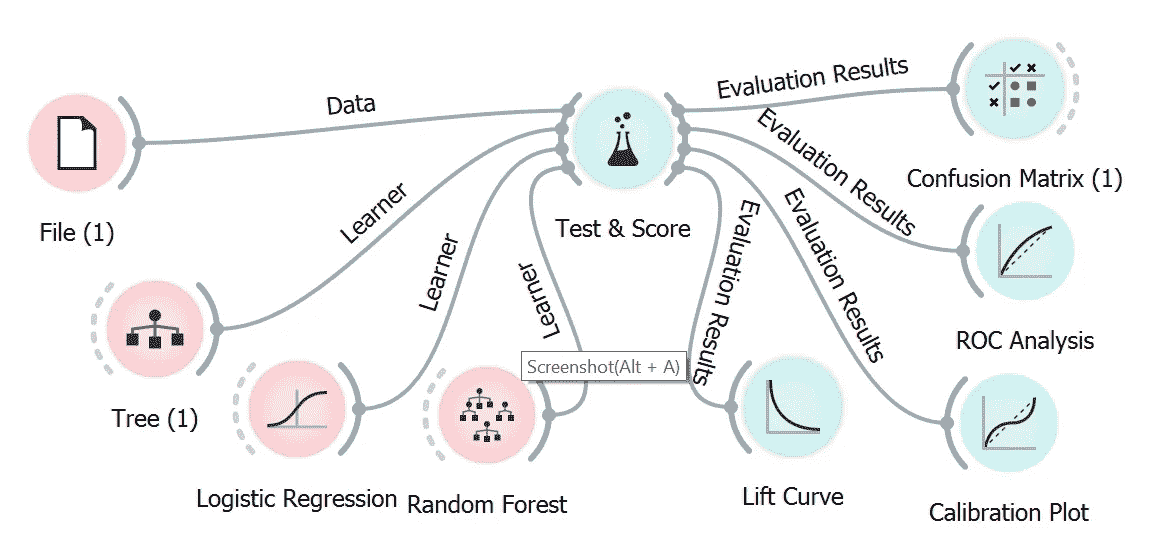 Data
Evaluation Results
Evaluation Results
Confusion Matrix (1)
File (1)
Learner
Test & Score
Evaluation Results
Evaluation Results
Learner
Learner
ROC Analysis
Screenshot(Alt + A)
Tree (1)
Logistic Regression
Random Forest
Lift Curve
Calibration Plot